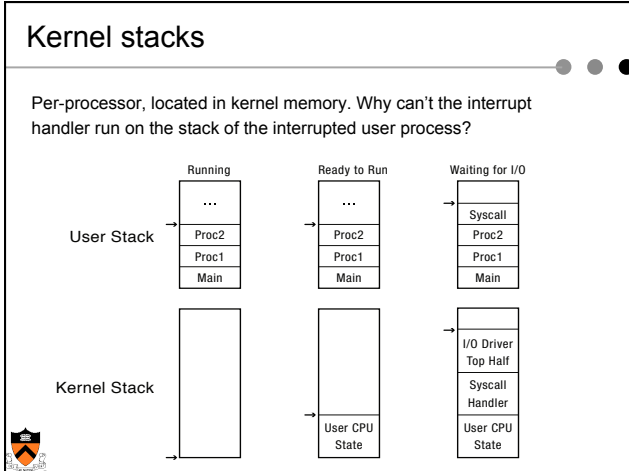 Kernel stacks
Per-processor, located in kernel memory. Why can't the interrupt
handler run on the stack of the interrupted user process?
Running
Ready to Run
Waiting for I/O
User Stack
...
Proc2
Proc1
Main
...
Proc2
Proc1
Main
Syscall
Proc2
Proc1
Main
Kernel Stack
User CPU
State
I/O Driver
Top Half
Syscall
Handler
User CPU
State